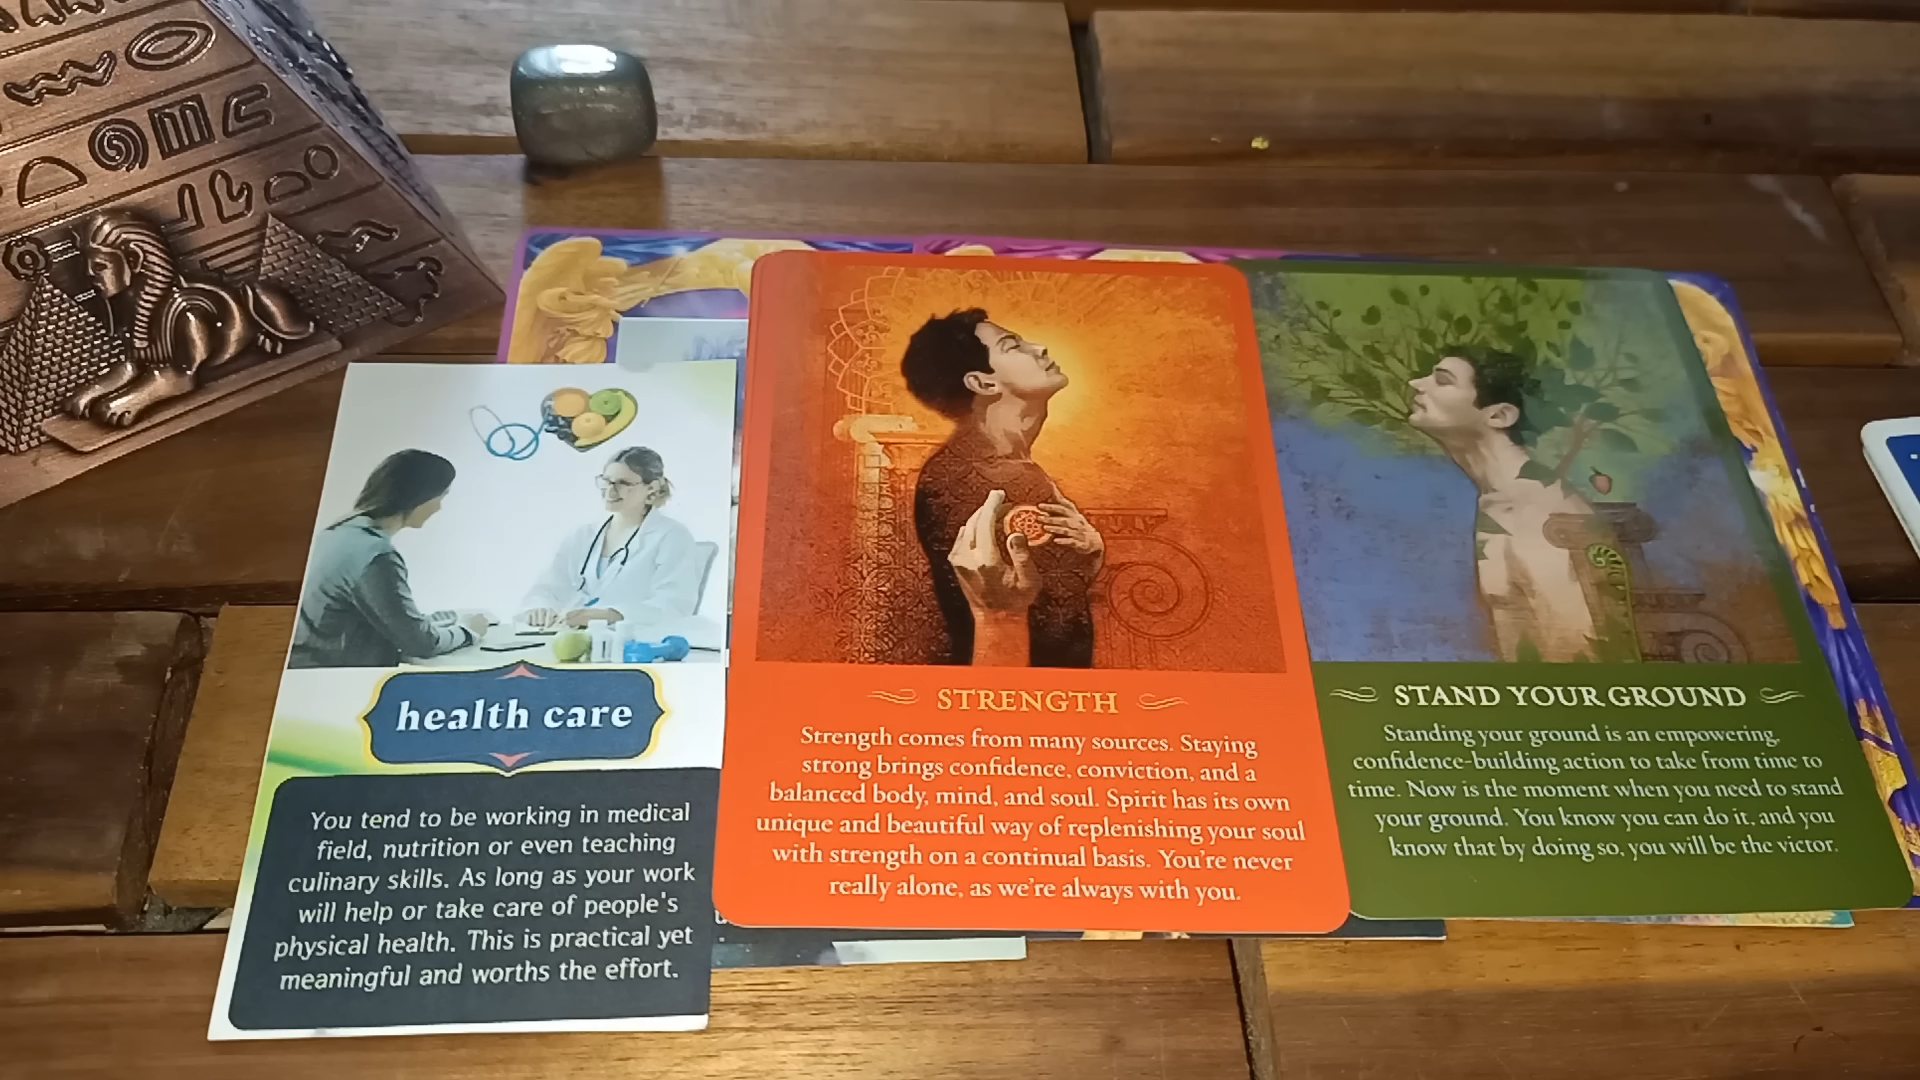 health care
You tend to be working in medical
field, nutrition or even teaching
culinary skills. As long as your work
will help or take care of people's
physical health. This is practical yet
meaningful and worths the effort.
STRENGTH
Strength comes from many sources. Staying
strong brings confidence, conviction, and a
balanced body, mind, and soul. Spirit has its own
unique and beautiful way of replenishing your soul
with strength on a continual basis. You're never
really alone, as we're always with you.
STAND YOUR GROUND
Standing your ground is an empowering,
confidence-building action to take from time to
time. Now is the moment when you need to stand
your ground. You know you can do it, and you
know that by doing so, you will be the victor.